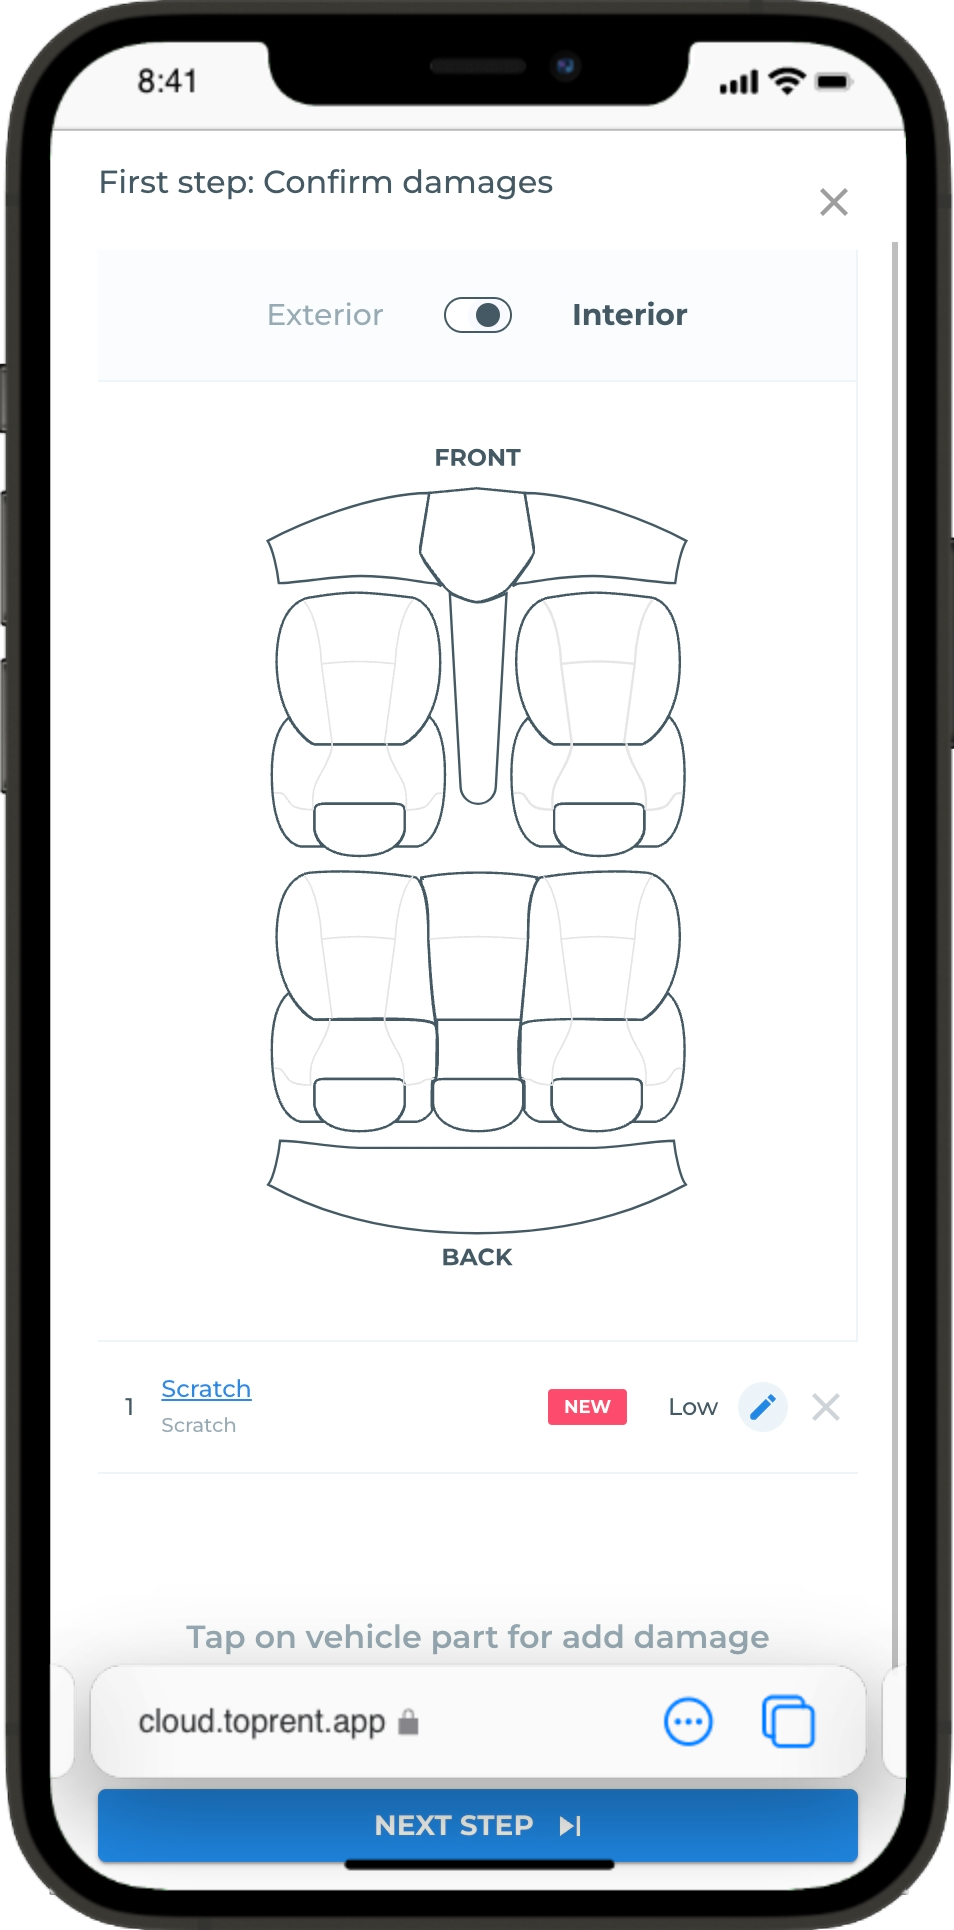 8:41
First step: Confirm damages
Exterior Interior
FRONT
BACK
1 Scratch NEW Low
Scratch
Tap on vehicle part for add damage
cloud.toprent.app
NEXT STEP